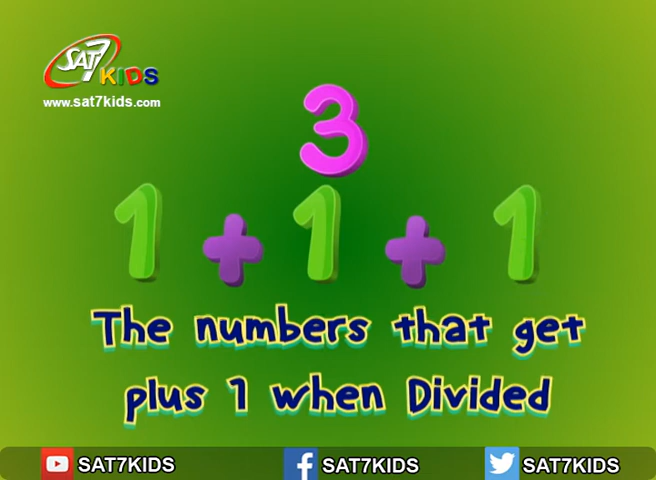 SAT7
KIDS
www.sat7kids.com
3
1 + 1 + 1
The numbers that get
plus 1 when Divided
SAT7KIDS SAT7KIDS SAT7KIDS